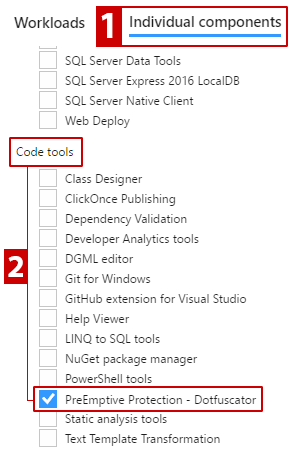 Workloads 1 Individual components
SQL Server Data Tools
SQL Server Express 2016 LocalDB
SQL Server Native Client
Web Deploy
Code tools
Class Designer
ClickOnce Publishing
Dependency Validation
Developer Analytics tools
DGML editor
2
Git for Windows
GitHub extension for Visual Studio
Help Viewer
LINQ to SQL tools
NuGet package manager
PowerShell tools
PreEmptive Protection - Dotfuscator
Static analysis tools
Text Template Transformation